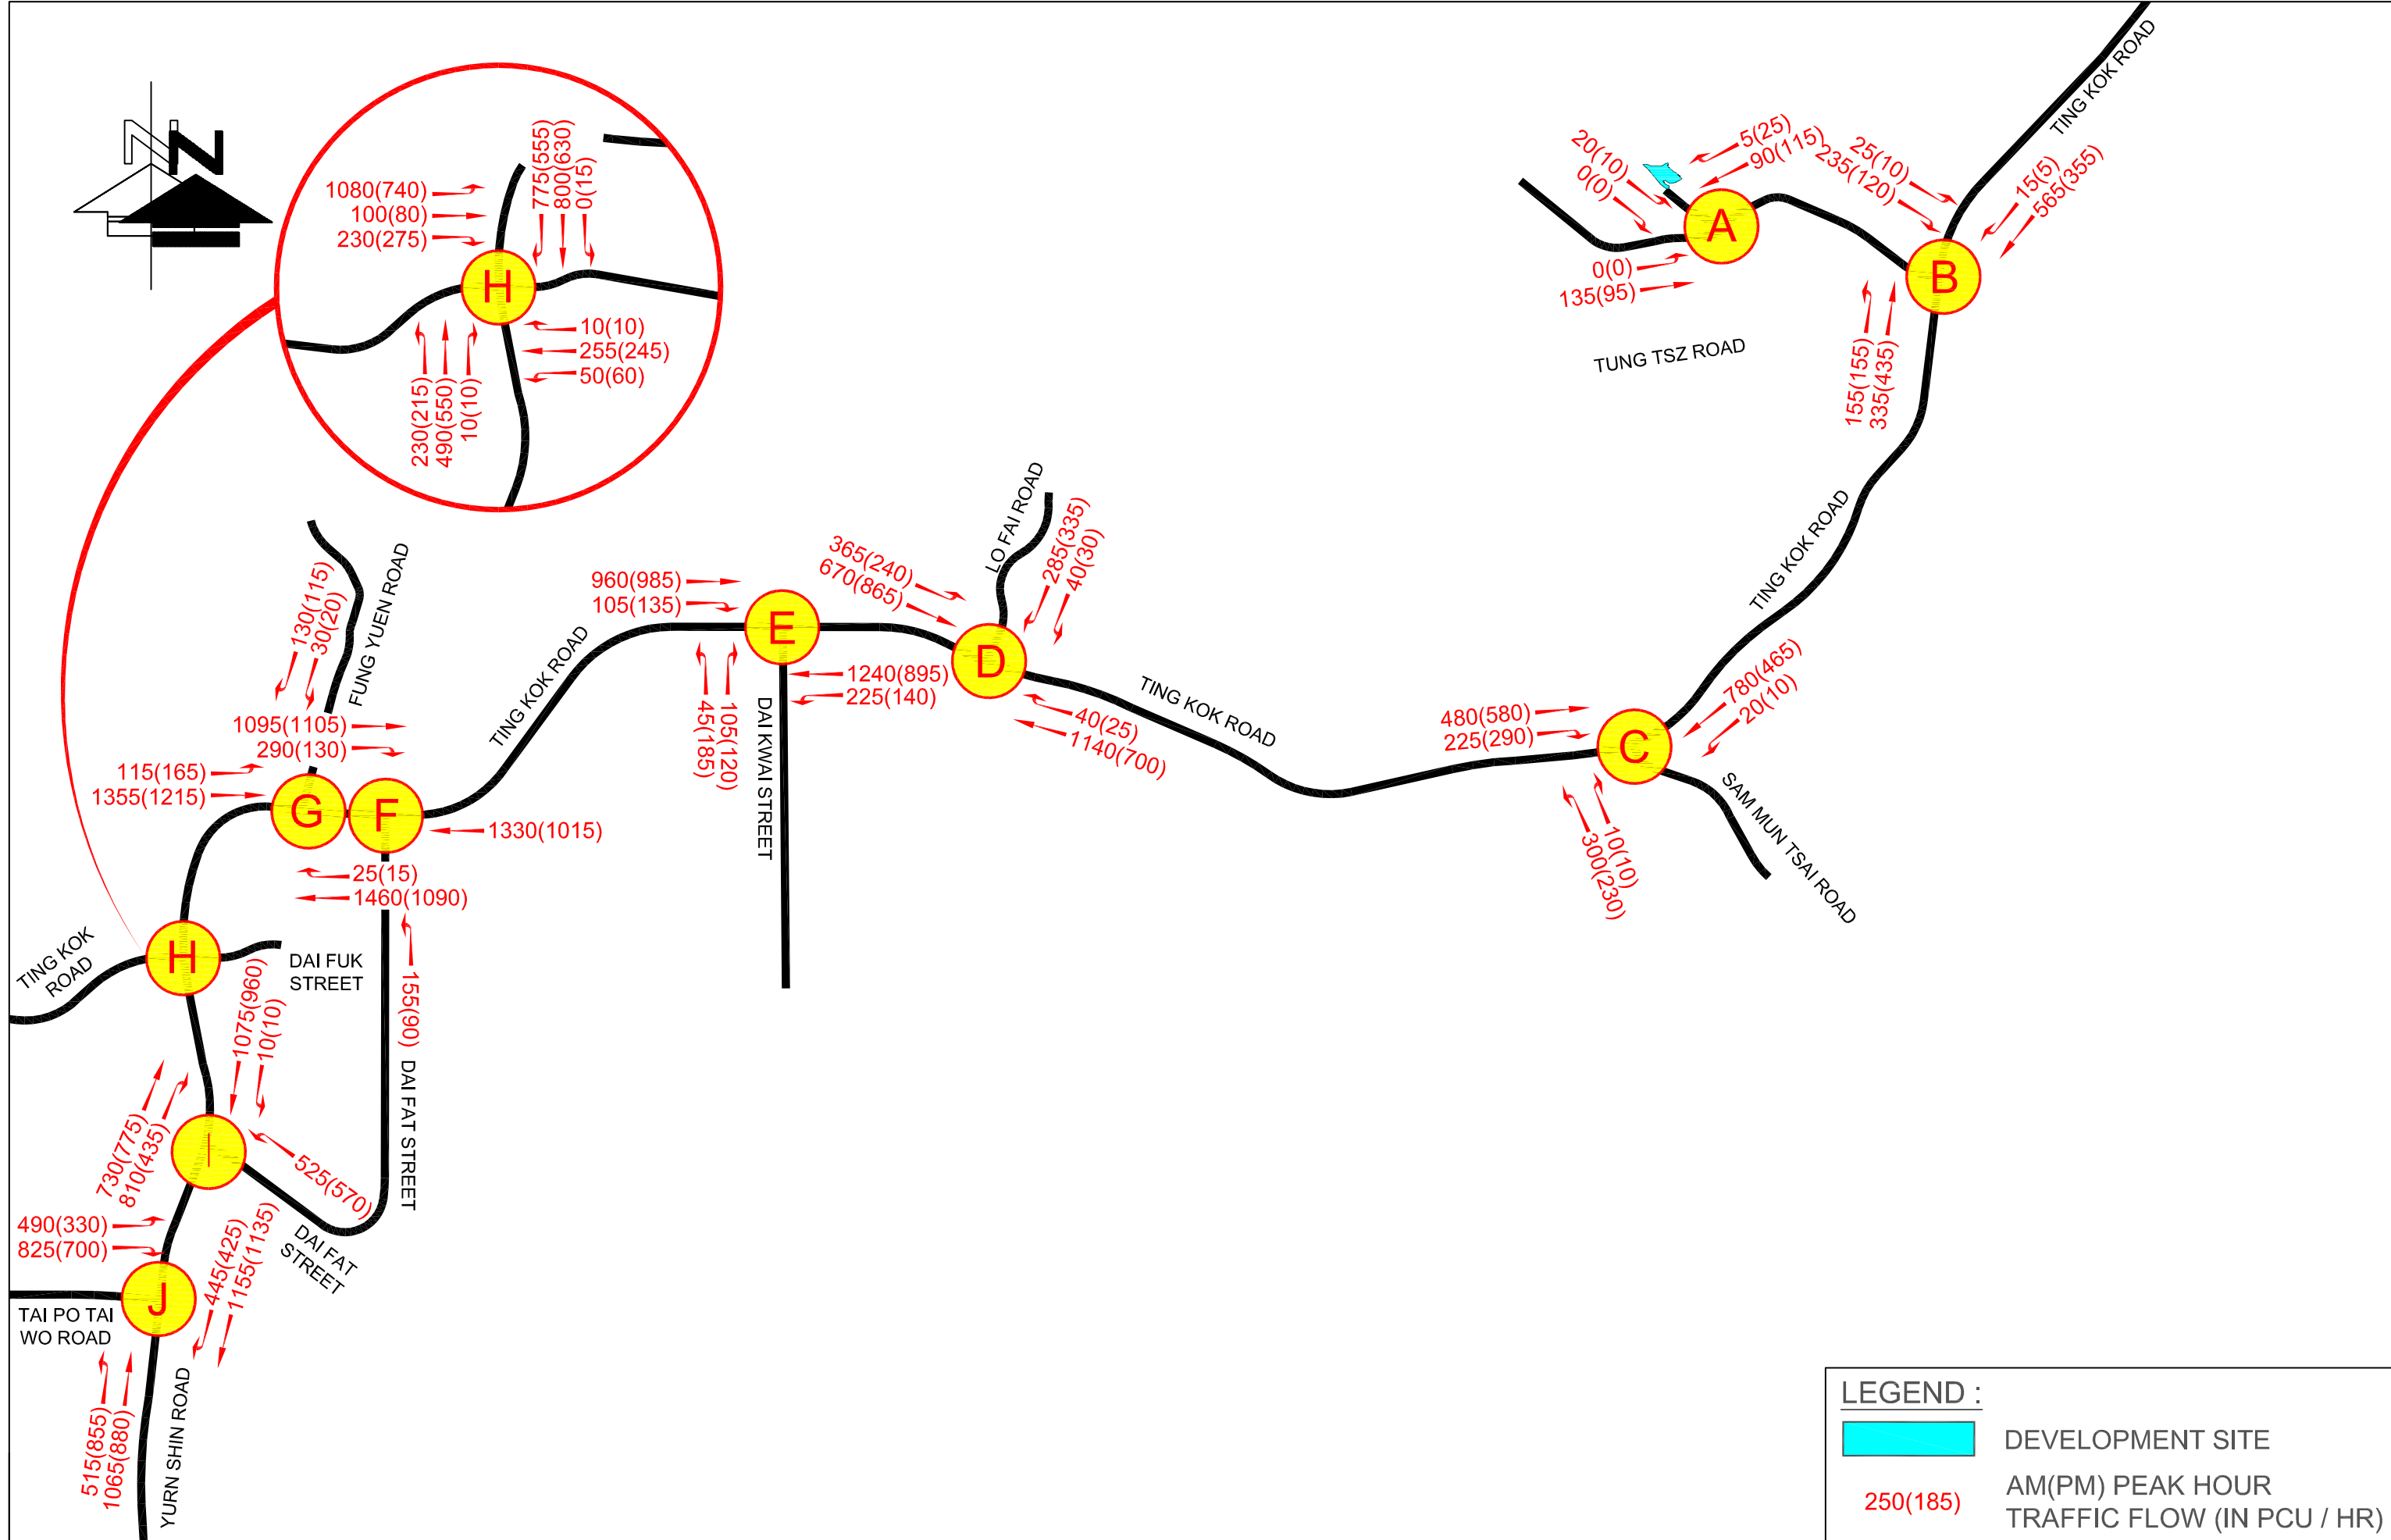 N
1080(740)
100(80)
230(275)
775(555)
800(630)
0(15)
H
10(10)
255(245)
50(60)
230(215)
490(550)
10(10)
TING KOK ROAD
20(10)
0(0)
5(25)
90(115)
A
0(0)
135(95)
TUNG TSZ ROAD
25(10)
235(120)
15(5)
565(355)
B
155(155)
335(435)
TING KOK ROAD
LO FAI ROAD
365(240)
670(865)
285(335)
40(30)
D
40(25)
1140(700)
TING KOK ROAD
480(580)
225(290)
780(465)
20(10)
C
10(10)
300(230)
SAM MUN TSAI ROAD
960(985)
105(135)
E
1240(895)
225(140)
45(185)
105(120)
DAI KWAI STREET
TING KOK ROAD
130(115)
30(20)
FUNG YUEN ROAD
1095(1105)
290(130)
115(165)
1355(1215)
G
F
1330(1015)
25(15)
1460(1090)
155(90)
DAI FAT STREET
TING KOK
ROAD
H
DAI FUK
STREET
1075(960)
10(10)
730(775)
810(435)
I
525(570)
DAI FAT
STREET
490(330)
825(700)
445(425)
1155(1135)
J
TAI PO TAI
WO ROAD
515(855)
1065(880)
YURN SHIN ROAD
LEGEND :
DEVELOPMENT SITE
250(185)
AM(PM) PEAK HOUR
TRAFFIC FLOW (IN PCU / HR)